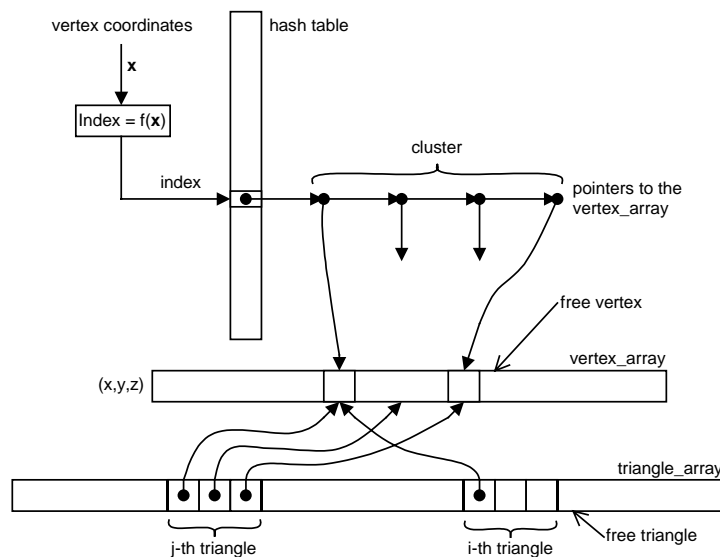 vertex coordinates
hash table
x
Index = f(x)
cluster
index
pointers to the
vertex_array
free vertex
vertex_array
(x,y,z)
triangle_array
free triangle
j-th triangle
i-th triangle